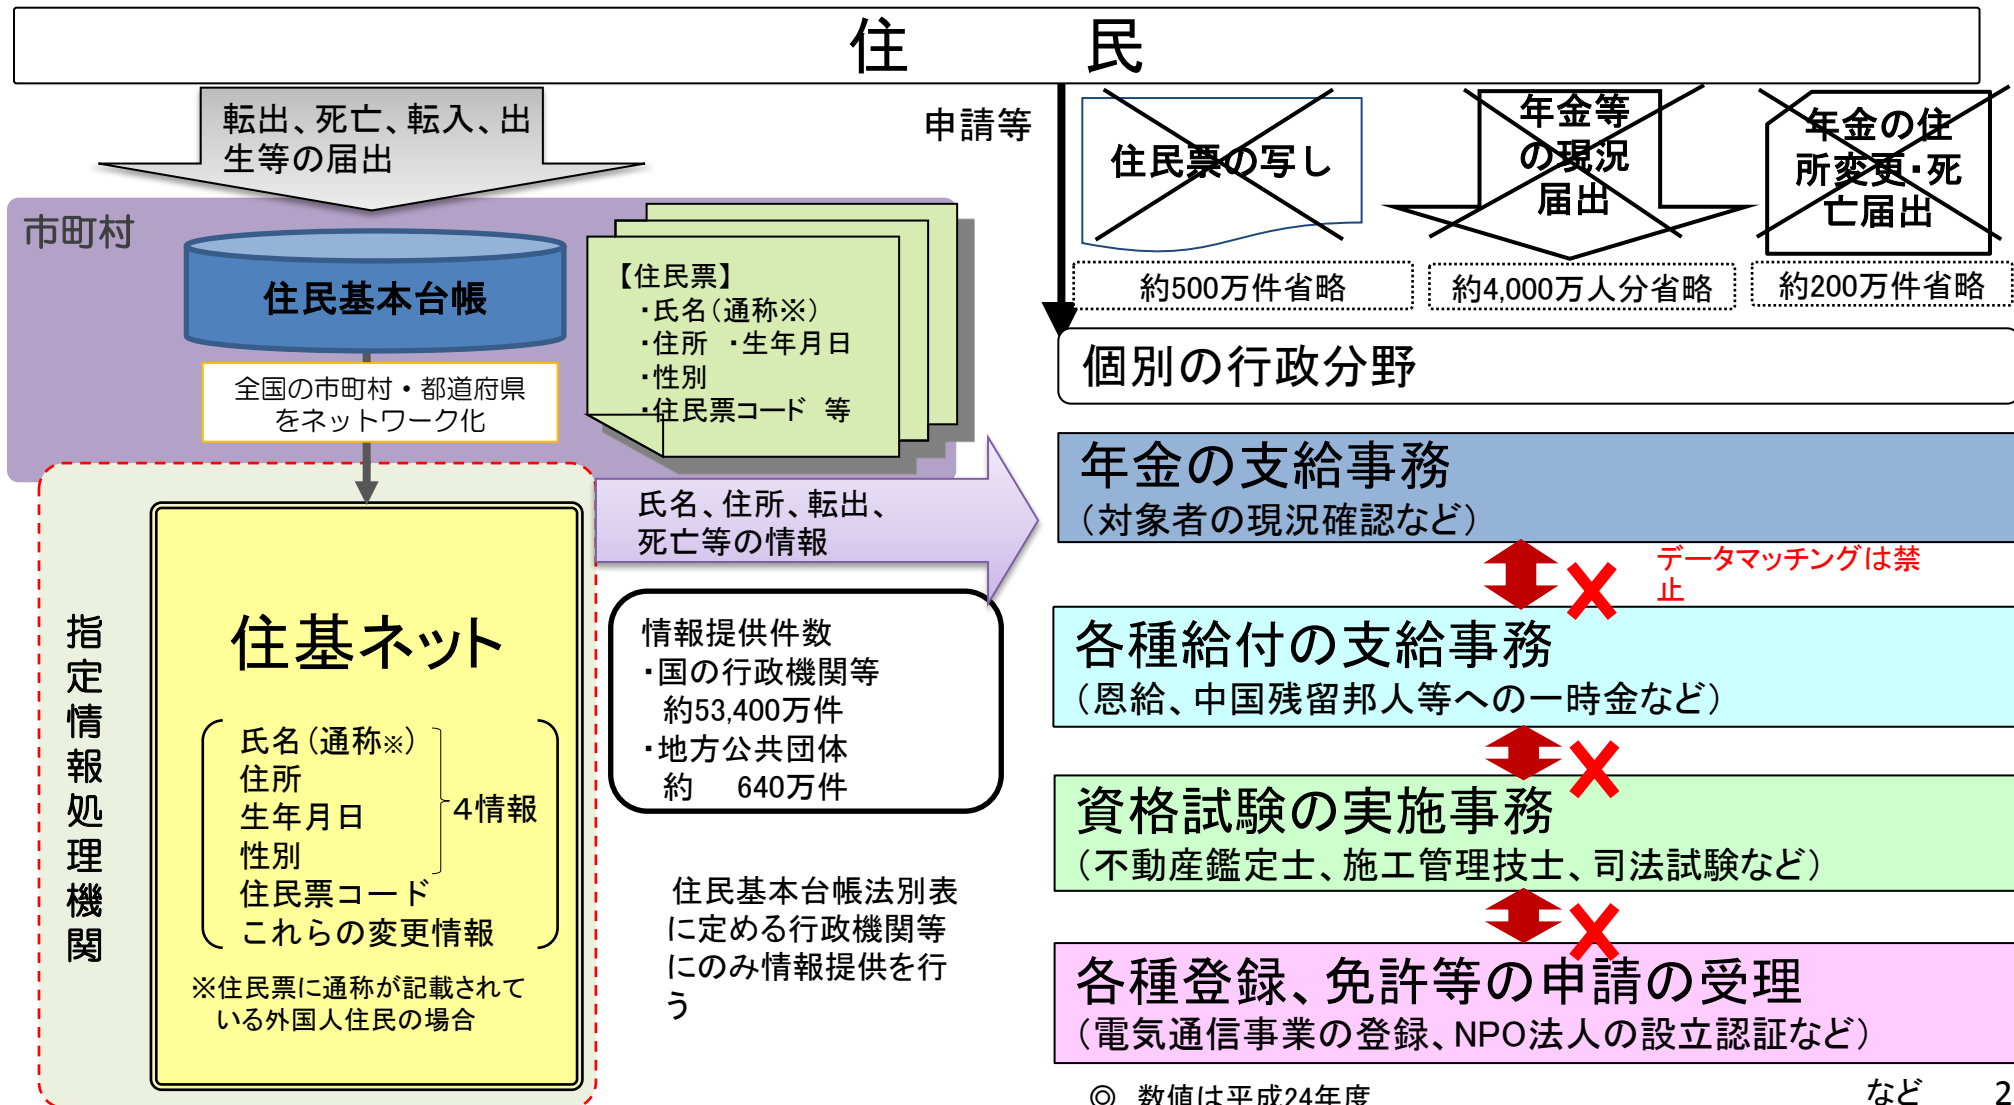 住　　民
転出、死亡、転入、出
生等の届出
申請等
住民票の写し
年金等
の現況
届出
年金の住
所変更・死
亡届出
約500万件省略
約4,000万人分省略
約200万件省略
市町村
住民基本台帳
全国の市町村・都道府県
をネットワーク化
【住民票】
・氏名（通称※）
・住所　・生年月日
・性別
・住民票コード　等
個別の行政分野
指定情報処理機関
住基ネット
氏名（通称※）
住所
生年月日
性別
4情報
住民票コード
これらの変更情報
※住民票に通称が記載されて
いる外国人住民の場合
氏名、住所、転出、
死亡等の情報
情報提供件数
・国の行政機関等
約53,400万件
・地方公共団体
約　640万件
住民基本台帳法別表
に定める行政機関等
にのみ情報提供を行
う
年金の支給事務
（対象者の現況確認など）
データマッチングは禁
止
各種給付の支給事務
（恩給、中国残留邦人等への一時金など）
資格試験の実施事務
（不動産鑑定士、施工管理技士、司法試験など）
各種登録、免許等の申請の受理
（電気通信事業の登録、NPO法人の設立認証など）
◎　数値は平成24年度
など
2